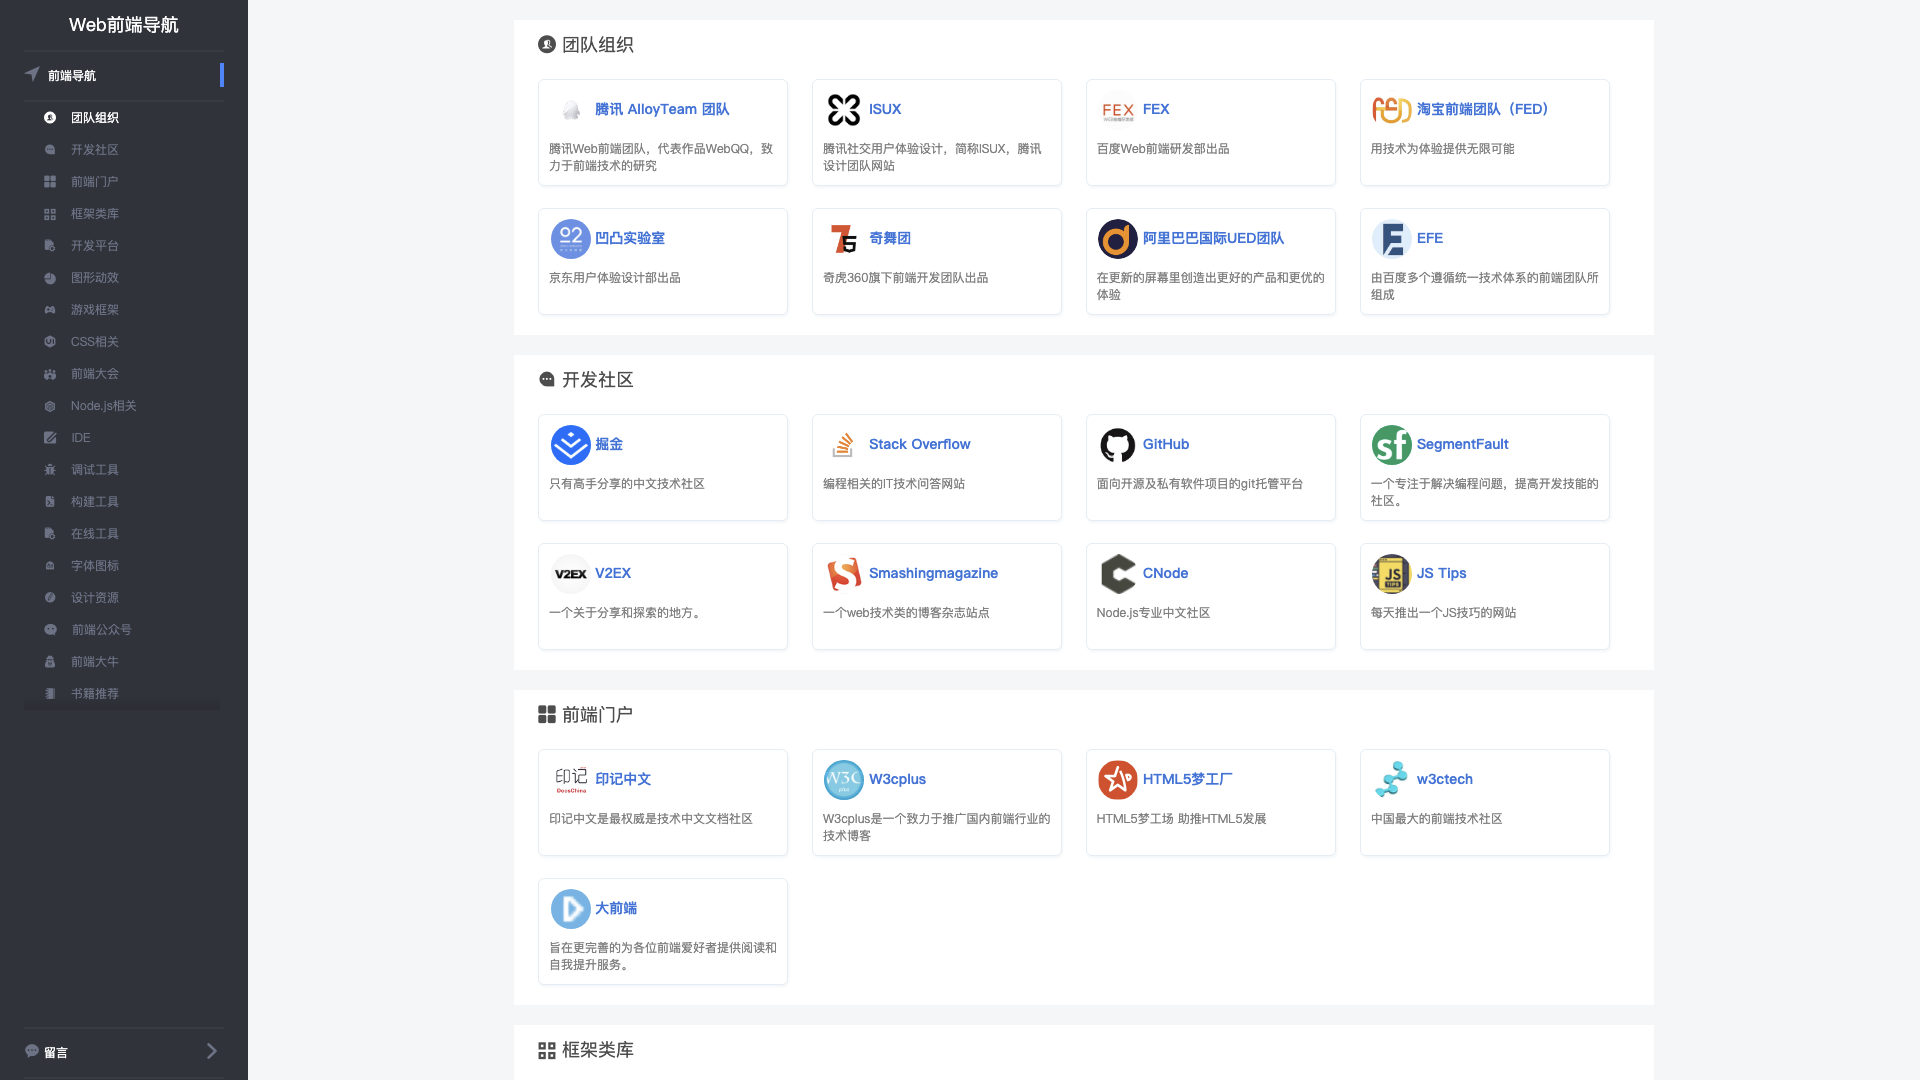 Web前端导航
前端导航
团队组织
开发社区
前端门户
框架类库
开发平台
图形动效
游戏框架
CSS相关
前端大会
Node.js相关
IDE
调试工具
构建工具
在线工具
字体图标
设计资源
前端公众号
前端大牛
书籍推荐
留言
团队组织
腾讯 AlloyTeam 团队
腾讯Web前端团队，代表作品WebQQ，致
力于前端技术的研究
ISUX
腾讯社交用户体验设计，简称ISUX，腾讯
设计团队网站
FEX
FEX
百度Web前端研发部出品
淘宝前端团队（FED）
用技术为体验提供无限可能
凹凸实验室
京东用户体验设计部出品
75
奇舞团
奇虎360旗下前端开发团队出品
阿里巴巴国际UED团队
在更新的屏幕里创造出更好的产品和更优的
体验
EFE
由百度多个遵循统一技术体系的前端团队所
组成
开发社区
掘金
只有高手分享的中文技术社区
Stack Overflow
编程相关的IT技术问答网站
GitHub
面向开源及私有软件项目的git托管平台
sf
SegmentFault
一个专注于解决编程问题，提高开发技能的
社区。
V2EX
V2EX
一个关于分享和探索的地方。
Smashingmagazine
一个web技术类的博客杂志站点
CNode
Node.js专业中文社区
JS
TIPS
JS Tips
每天推出一个JS技巧的网站
前端门户
印记
DocsChina
印记中文
印记中文是最权威是技术中文文档社区
W3C
plus
W3cplus
W3cplus是一个致力于推广国内前端行业的
技术博客
HTML5梦工厂
HTML5梦工场 助推HTML5发展
w3ctech
中国最大的前端技术社区
大前端
旨在更完善的为各位前端爱好者提供阅读和
自我提升服务。
框架类库